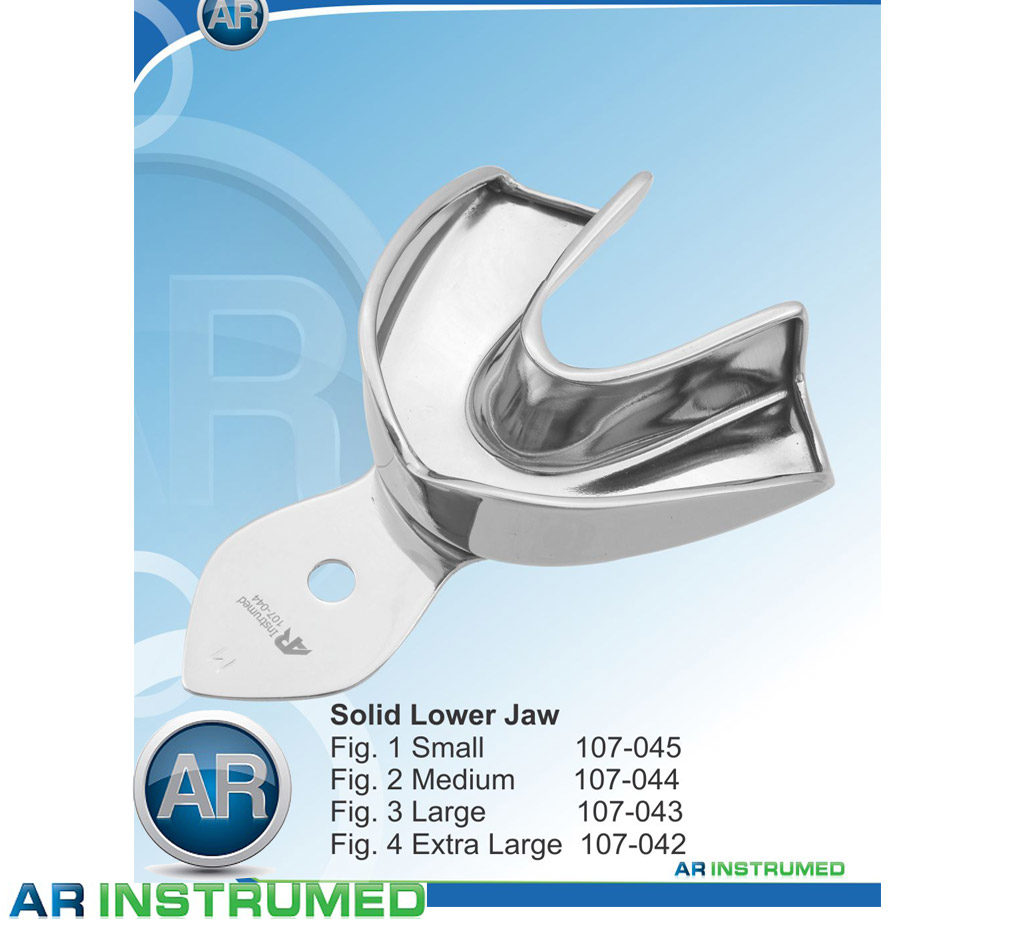 AR
AR
AR
Instrumed
107-044
Solid Lower Jaw
Fig. 1 Small 107-045
Fig. 2 Medium 107-044
Fig. 3 Large 107-043
Fig. 4 Extra Large 107-042
AR
AR INSTRUMED
AR INSTRUMED